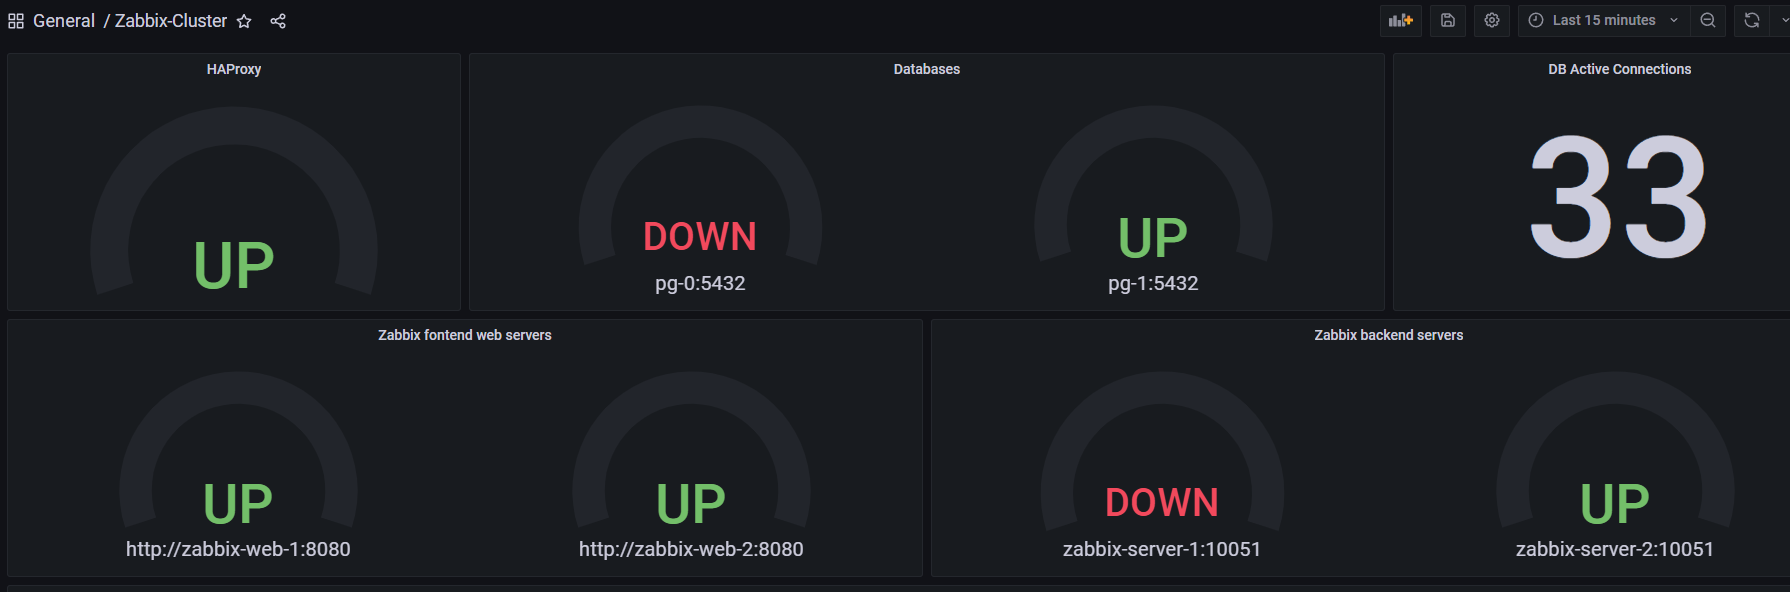 General / Zabbix-Cluster
Last 15 minutes
HAProxy
UP
Databases
DOWN
pg-0:5432
UP
pg-1:5432
DB Active Connections
33
Zabbix fontend web servers
UP
http://zabbix-web-1:8080
UP
http://zabbix-web-2:8080
Zabbix backend servers
DOWN
zabbix-server-1:10051
UP
zabbix-server-2:10051